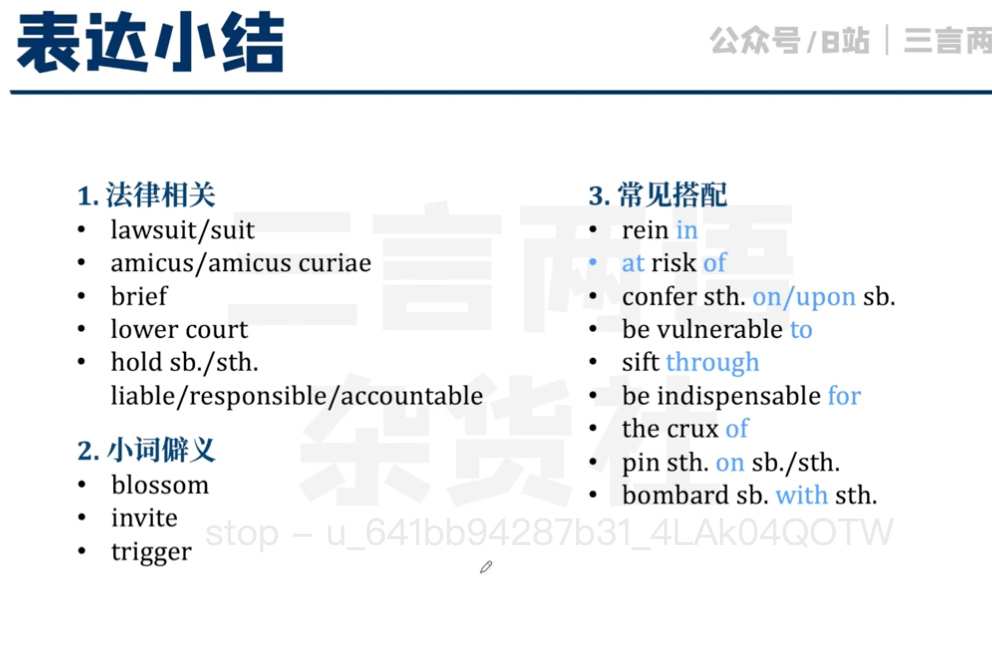 表达小结
公众号/B站｜三言两
1. 法律相关
• lawsuit/suit
• amicus/amicus curiae
• brief
• lower court
• hold sb./sth.
liable/responsible/accountable
2. 小词僻义
• blossom
• invite
• trigger
3. 常见搭配
• rein in
• at risk of
• confer sth. on/upon sb.
• be vulnerable to
• sift through
• be indispensable for
• the crux of
• pin sth. on sb./sth.
• bombard sb. with sth.
三言两语
杂货社
stop – u_641bb94287b31_4LAk04QOTW